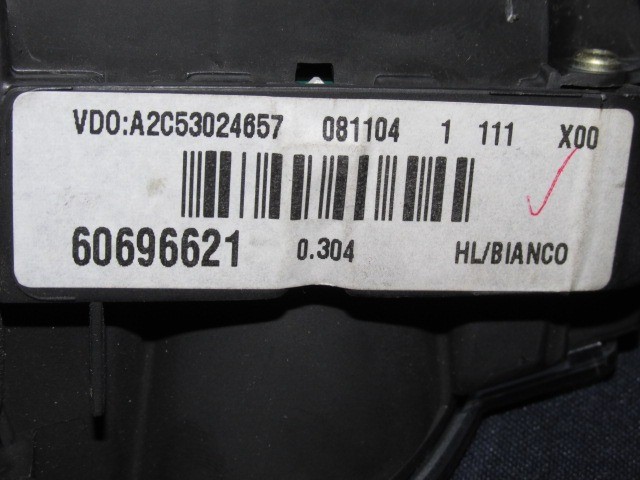 VDO:A2C53024657 081104 1 111 X00
60696621 0.304 HL/BIANCO